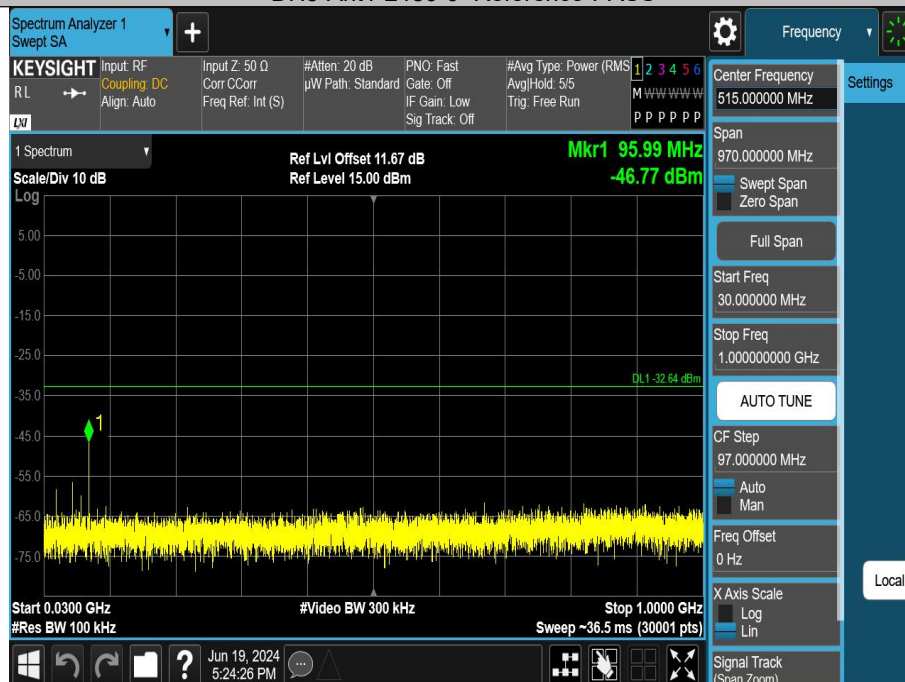 Spectrum Analyzer 1
Swept SA
Frequency
KEYSIGHT
RL
LXI
Input: RF
Coupling: DC
Align: Auto
Input Z: 50 Ω
Corr CCorr
Freq Ref: Int (S)
#Atten: 20 dB
µW Path: Standard
PNO: Fast
Gate: Off
IF Gain: Low
Sig Track: Off
#Avg Type: Power (RMS
Avg|Hold: 5/5
Trig: Free Run
1 2 3 4 5 6
M W W W W W
P P P P P P
1 Spectrum
Scale/Div 10 dB
Log
Ref Lvl Offset 11.67 dB
Ref Level 15.00 dBm
Mkr1 95.99 MHz
-46.77 dBm
5.00
-5.00
-15.0
-25.0
DL1 -32.64 dBm
-35.0
1
-45.0
-55.0
-65.0
-75.0
Start 0.0300 GHz
#Res BW 100 kHz
#Video BW 300 kHz
Stop 1.0000 GHz
Sweep ~36.5 ms (30001 pts)
Jun 19, 2024
5:24:26 PM
Center Frequency
515.000000 MHz
Span
970.000000 MHz
Swept Span
Zero Span
Full Span
Start Freq
30.000000 MHz
Stop Freq
1.000000000 GHz
AUTO TUNE
CF Step
97.000000 MHz
Auto
Man
Freq Offset
0 Hz
X Axis Scale
Log
Lin
Signal Track
(Span Zoom)
Settings
Local